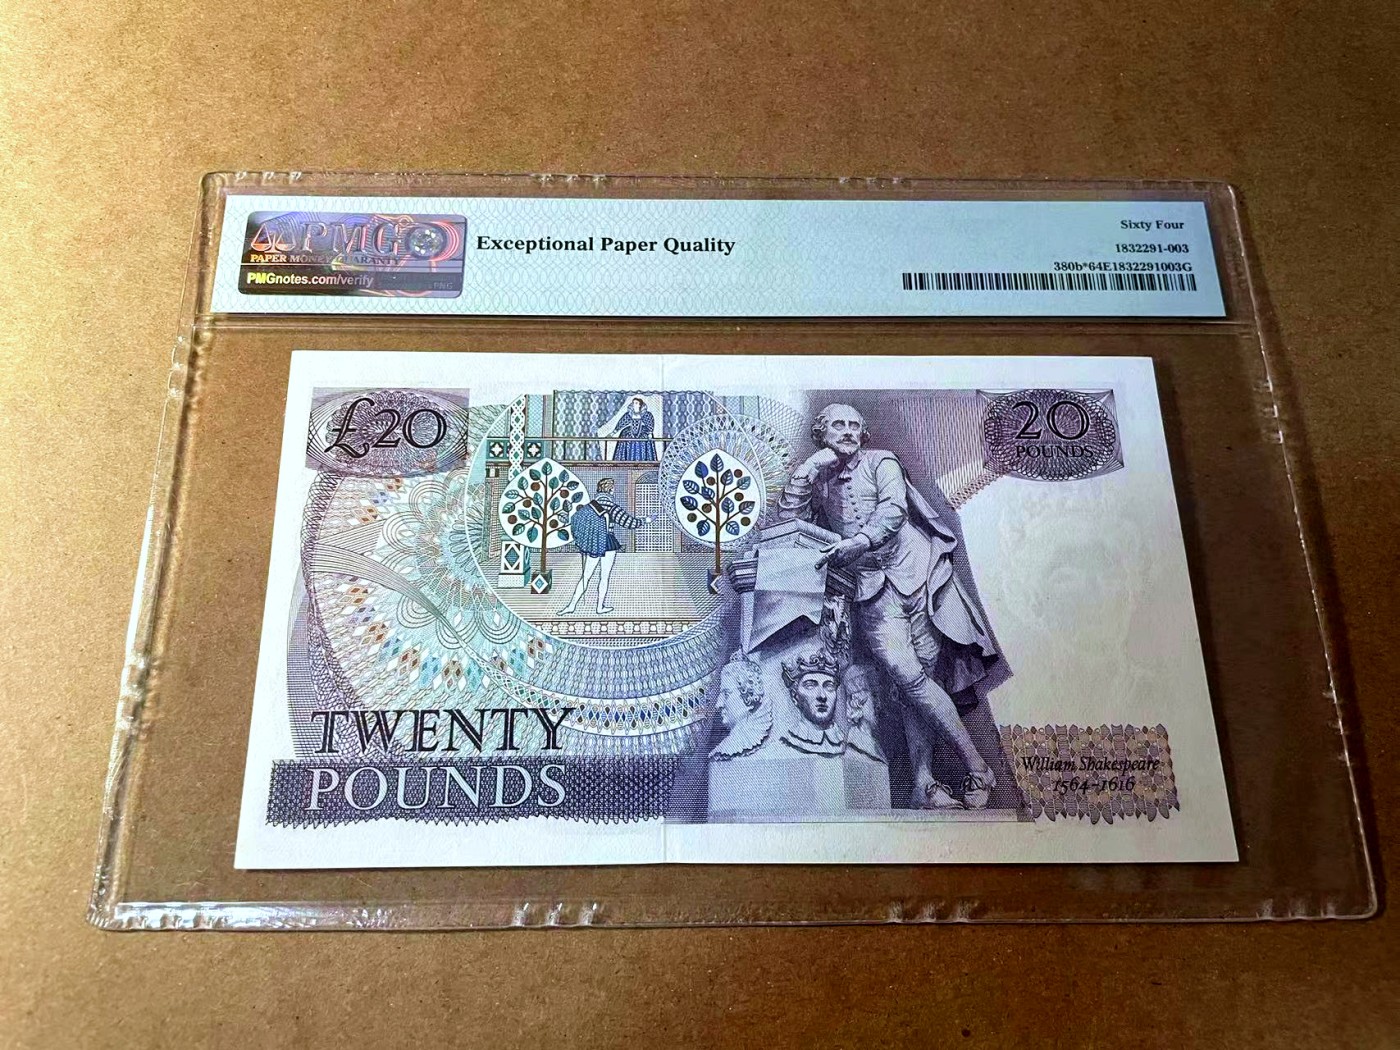 PMG
PAPER MONEY GUARANTY
PMGnotes.com/verify
PNG
Exceptional Paper Quality
Sixty Four
1832291-003
380b*64E1832291003G
£20
20
POUNDS
TWENTY
POUNDS
William Shakespeare
1564-1616